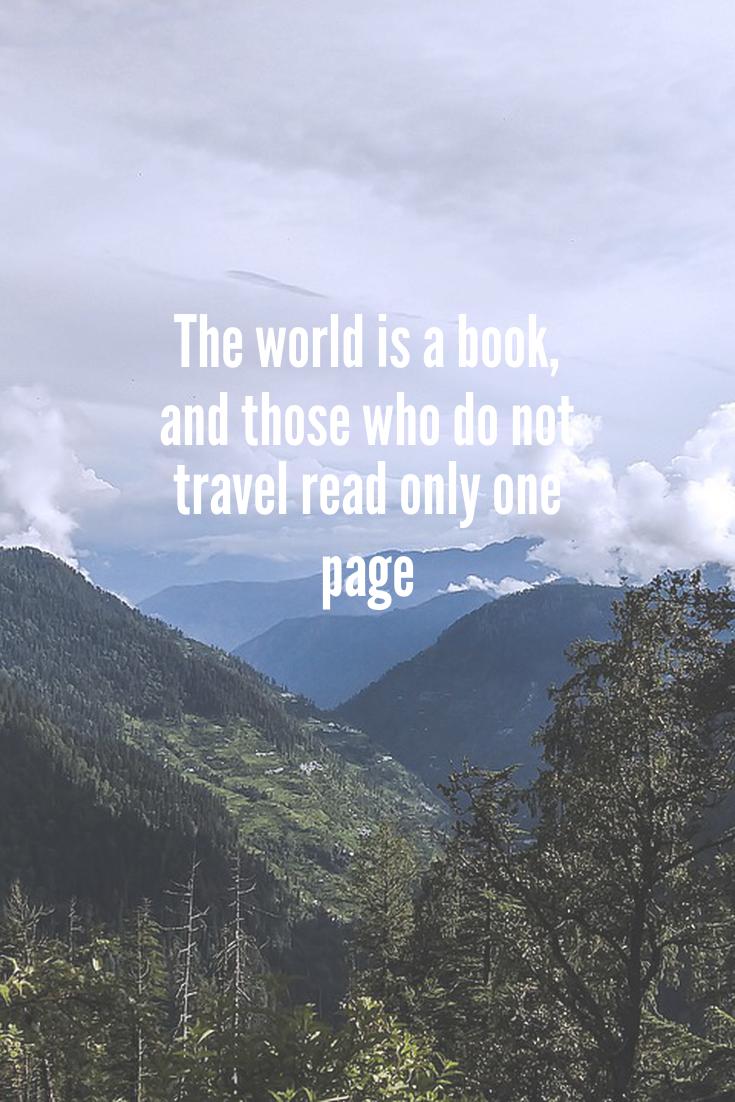 The world is a book,
and those who do not
travel read only one
page